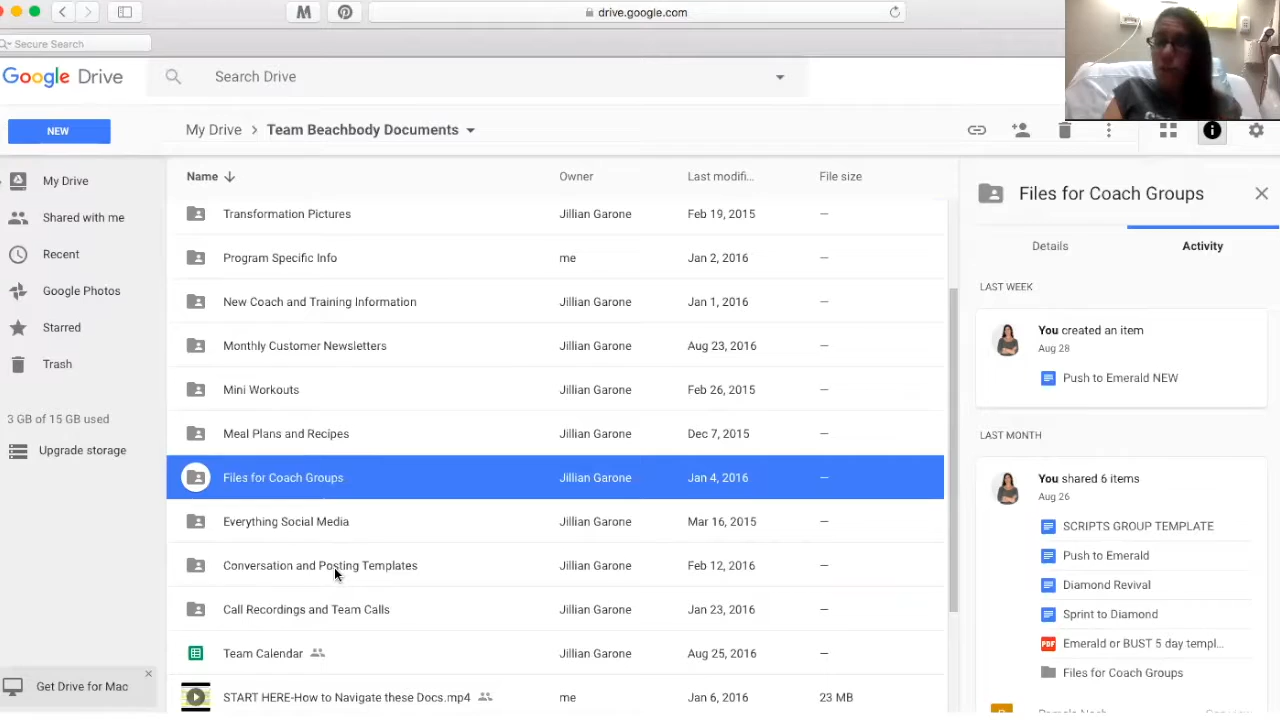 drive.google.com
Secure Search
Google Drive
Search Drive
NEW
My Drive > Team Beachbody Documents
My Drive
Shared with me
Recent
Google Photos
Starred
Trash
3 GB of 15 GB used
Upgrade storage
Get Drive for Mac
Name Owner Last modifi... File size
Transformation Pictures Jillian Garone Feb 19, 2015 —
Program Specific Info me Jan 2, 2016 —
New Coach and Training Information Jillian Garone Jan 1, 2016 —
Monthly Customer Newsletters Jillian Garone Aug 23, 2016 —
Mini Workouts Jillian Garone Feb 26, 2015 —
Meal Plans and Recipes Jillian Garone Dec 7, 2015 —
Files for Coach Groups Jillian Garone Jan 4, 2016 —
Everything Social Media Jillian Garone Mar 16, 2015 —
Conversation and Posting Templates Jillian Garone Feb 12, 2016 —
Call Recordings and Team Calls Jillian Garone Jan 23, 2016 —
Team Calendar Jillian Garone Aug 25, 2016 —
START HERE-How to Navigate these Docs.mp4 me Jan 6, 2016 23 MB
Files for Coach Groups
Details Activity
LAST WEEK
You created an item
Aug 28
Push to Emerald NEW
LAST MONTH
You shared 6 items
Aug 26
SCRIPTS GROUP TEMPLATE
Push to Emerald
Diamond Revival
Sprint to Diamond
PDF Emerald or BUST 5 day templ...
Files for Coach Groups